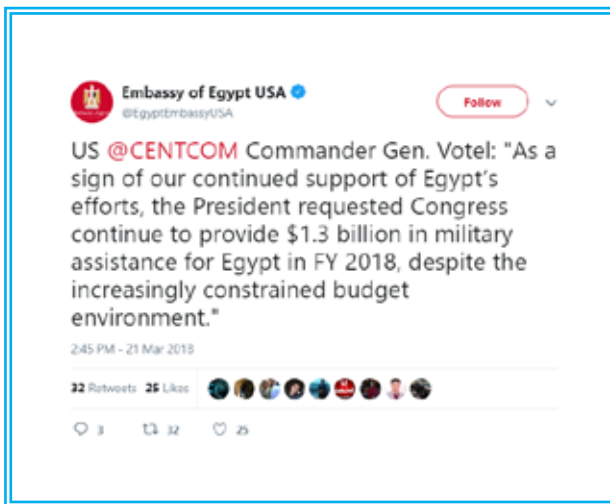 Embassy of Egypt USA
@EgyptEmbassyUSA
Follow
US @CENTCOM Commander Gen. Votel: "As a
sign of our continued support of Egypt's
efforts, the President requested Congress
continue to provide $1.3 billion in military
assistance for Egypt in FY 2018, despite the
increasingly constrained budget
environment."
2:45 PM - 21 Mar 2018
32 Retweets 25 Likes
3 32 25